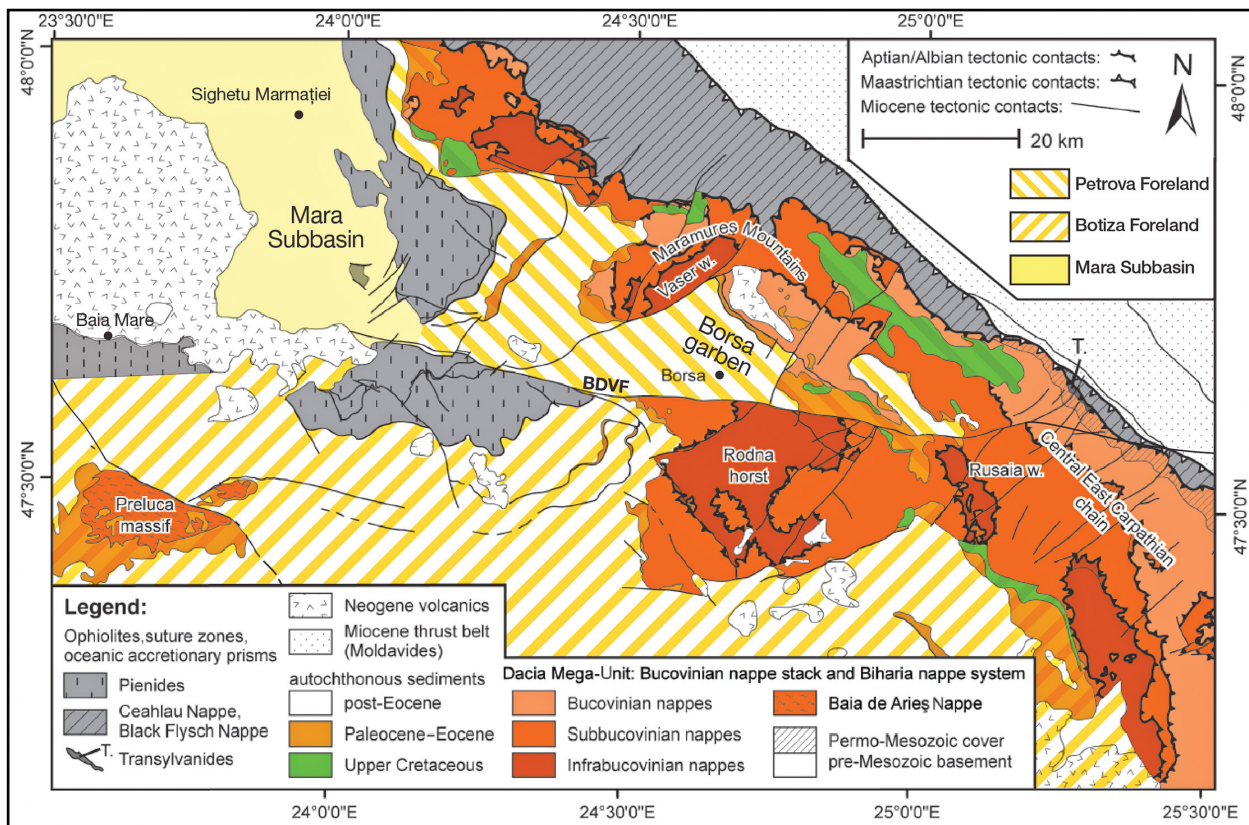 23°30'0"E
24°00'0"E
24°30'0"E
25°0'0"E
48°0'0"N
48°0'0"N
Aptian/Albian tectonic contacts:
Maastrichtian tectonic contacts:
Miocene tectonic contacts:
N
20 km
Petrova Foreland
Botiza Foreland
Mara Subbasin
Sighetu Marmației
Mara
Subbasin
Maramures Mountains
Vaser w.
Baia Mare
Borsa
garben
Borsa
BDVF
T
Rodna
horst
Rusaia w.
Central East Carpathian
chain
Preluca
massif
47°30'0"N
47°30'0"N
Legend:
Ophiolites,suture zones,
oceanic accretionary prisms
Pienides
Ceahlau Nappe,
Black Flysch Nappe
T.
Transylvanides
Neogene volcanics
Miocene thrust belt
(Moldavides)
autochthonous sediments
post-Eocene
Paleocene–Eocene
Upper Cretaceous
Dacia Mega-Unit: Bucovinian nappe stack and Biharia nappe system
Bucovinian nappes
Subbucovinian nappes
Infrabucovinian nappes
Baia de Arieş Nappe
Permo-Mesozoic cover
pre-Mesozoic basement
24°0'0"E
24°50'0"E
25°00'0"E
25°50'0"E